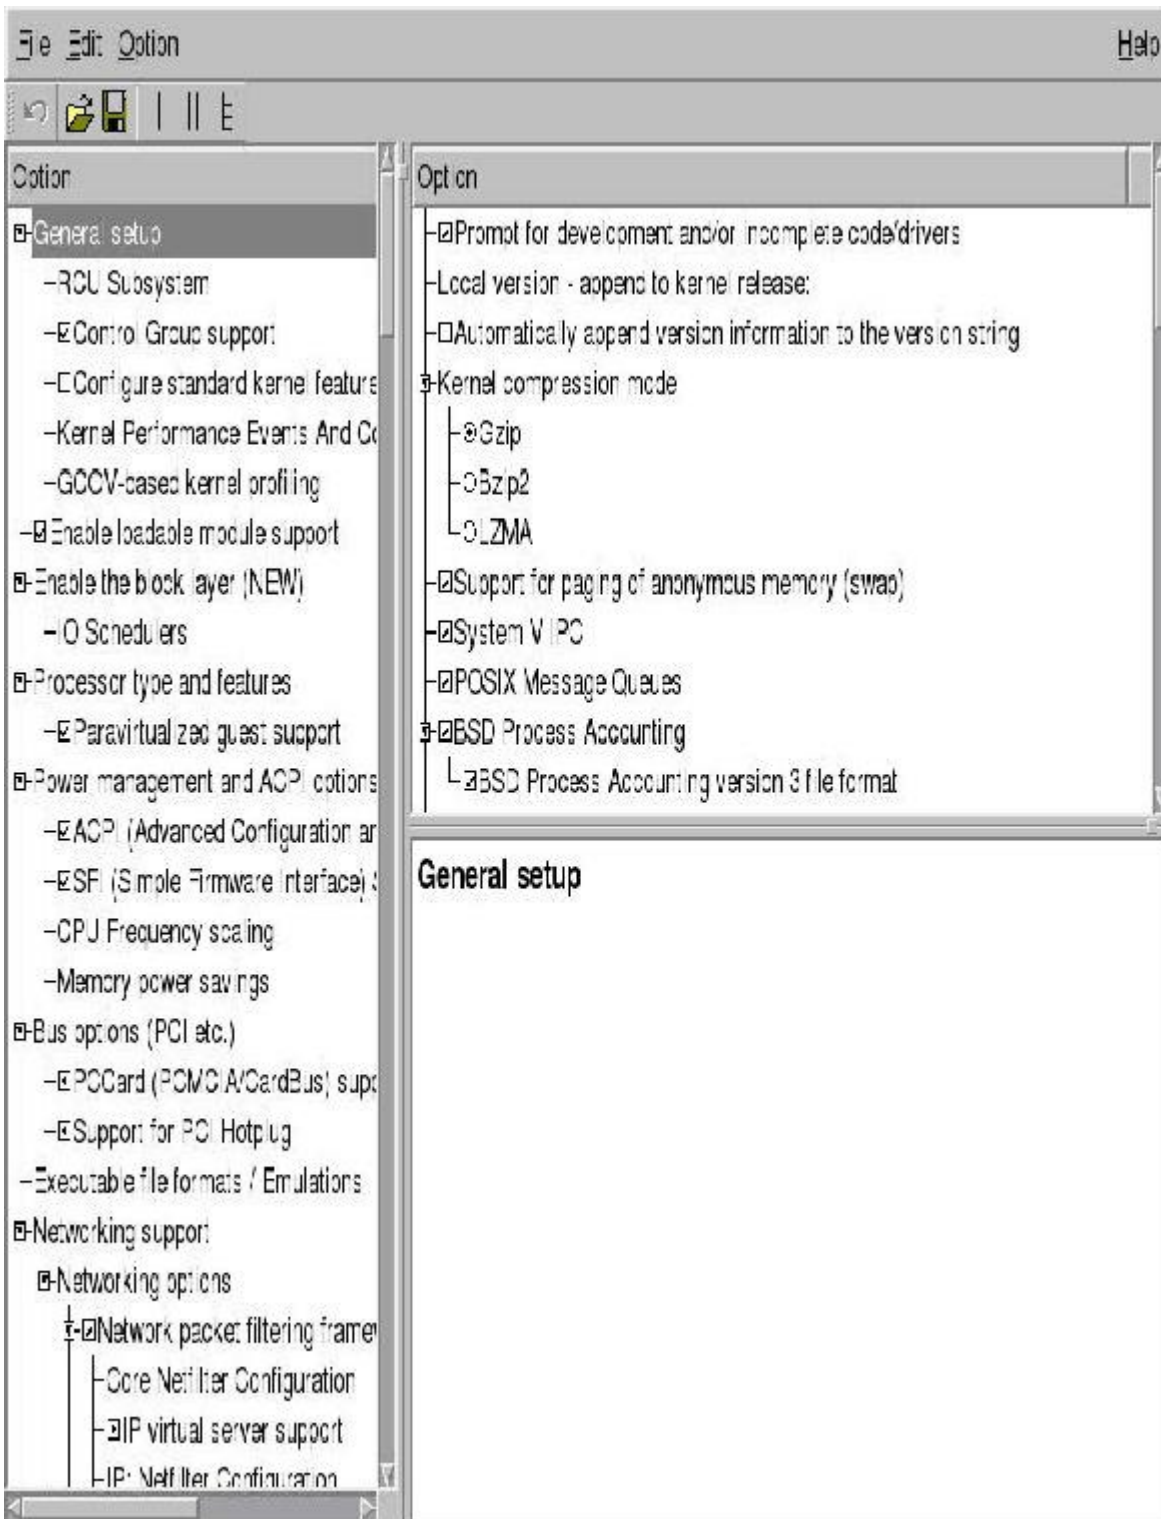 File Edit Option Help
Option
General setup
RCU Subsystem
Control Group support
Configure standard kernel feature
Kernel Performance Events And Co
GCOV-based kernel profiling
Enable loadable module support
Enable the block layer (NEW)
IO Schedulers
Processor type and features
Paravirtualized guest support
Power management and ACPI options
ACPI (Advanced Configuration an
SFI (Simple Firmware Interface) S
CPU Frequency scaling
Memory power savings
Bus options (PCI etc.)
PCCard (PCMCIA/CardBus) supp
Support for PCI Hotplug
Executable file formats / Emulations
Networking support
Networking options
Network packet filtering framew
Core Netfilter Configuration
IP virtual server support
IP: Netfilter Configuration
Option
Prompt for development and/or incomplete code/drivers
Local version - append to kernel release:
Automatically append version information to the version string
Kernel compression mode
Gzip
Bzip2
LZMA
Support for paging of anonymous memory (swap)
System V IPC
POSIX Message Queues
BSD Process Accounting
BSD Process Accounting version 3 file format
General setup